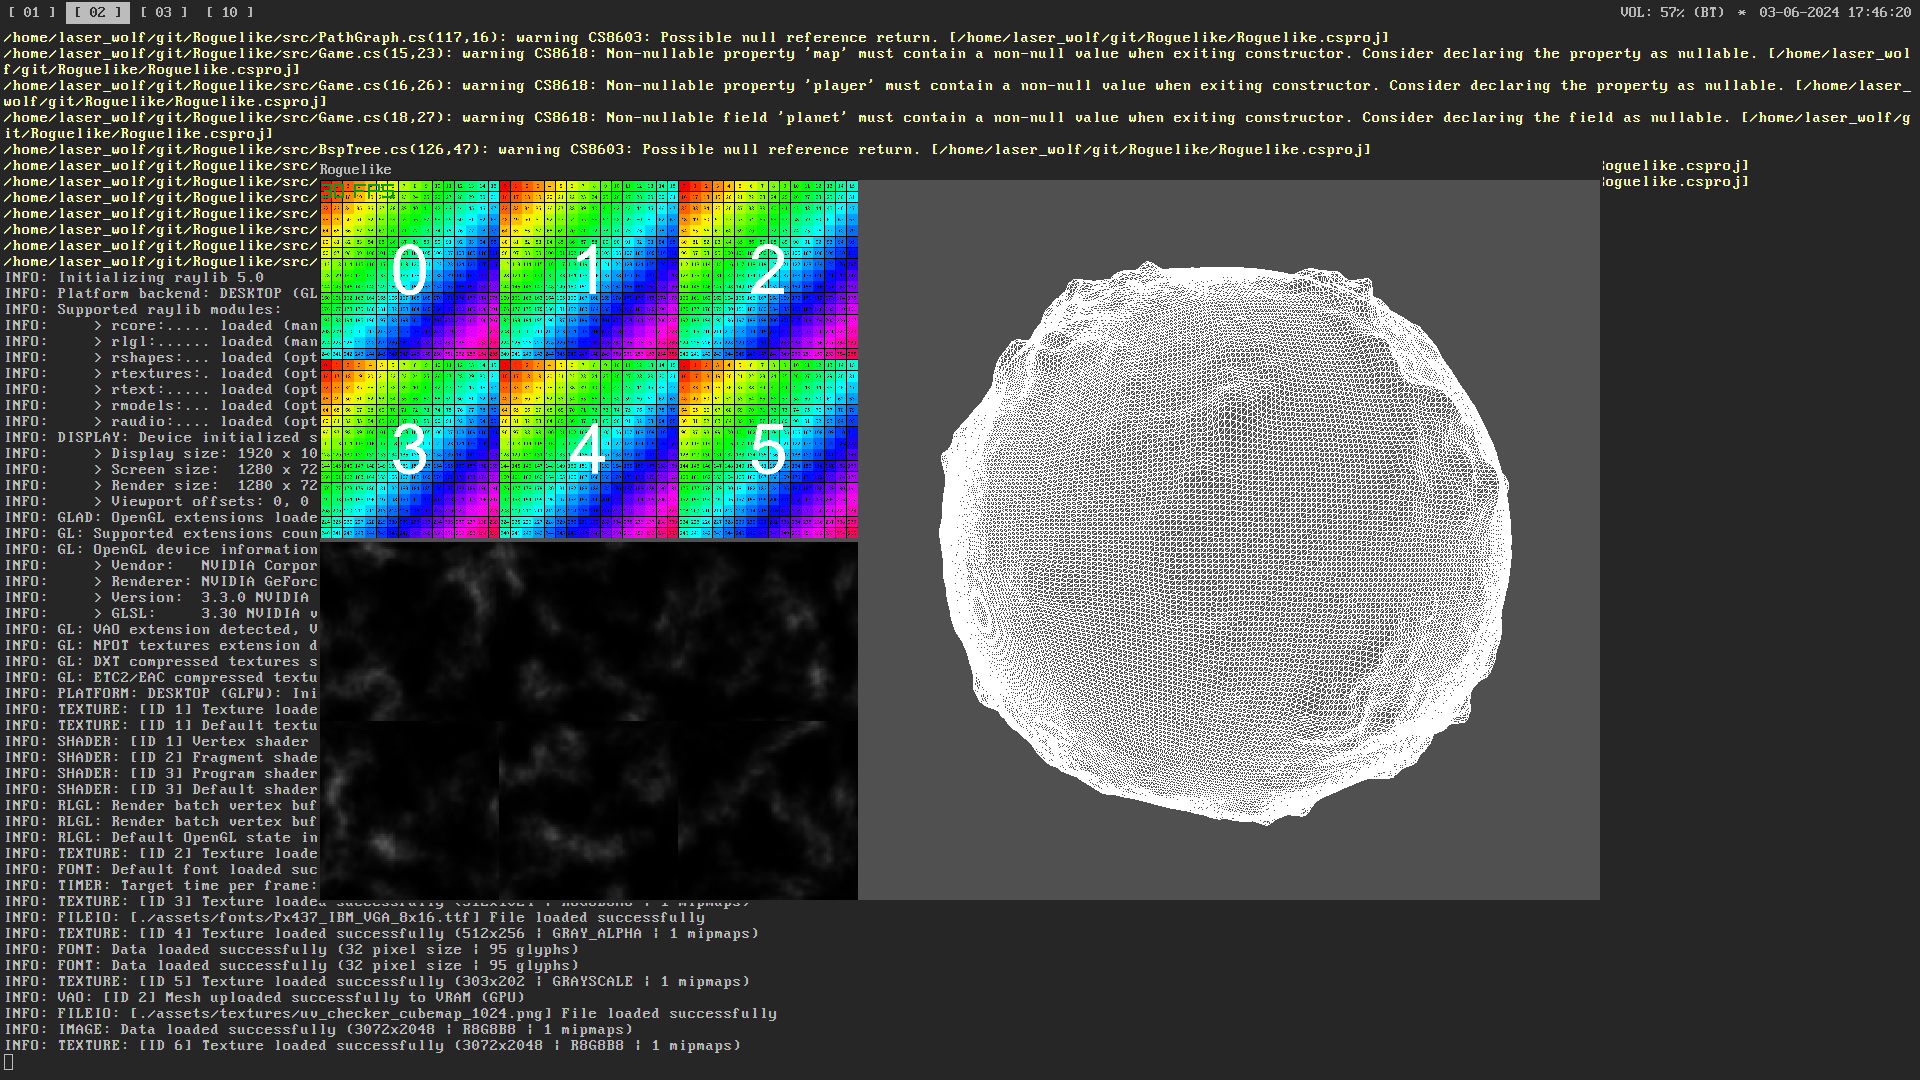 [ 01 ] [ 02 ] [ 03 ] [ 10 ] VOL: 57% (BT) * 03-06-2024 17:46:20
/home/laser_wolf/git/Roguelike/src/PathGraph.cs(117,16): warning CS8603: Possible null reference return. [/home/laser_wolf/git/Roguelike/Roguelike.csproj]
/home/laser_wolf/git/Roguelike/src/Game.cs(15,23): warning CS8618: Non-nullable property 'map' must contain a non-null value when exiting constructor. Consider declaring the property as nullable. [/home/laser_wol
f/git/Roguelike/Roguelike.csproj]
/home/laser_wolf/git/Roguelike/src/Game.cs(16,26): warning CS8618: Non-nullable property 'player' must contain a non-null value when exiting constructor. Consider declaring the property as nullable. [/home/laser_
wolf/git/Roguelike/Roguelike.csproj]
/home/laser_wolf/git/Roguelike/src/Game.cs(18,27): warning CS8618: Non-nullable field 'planet' must contain a non-null value when exiting constructor. Consider declaring the field as nullable. [/home/laser_wolf/g
it/Roguelike/Roguelike.csproj]
/home/laser_wolf/git/Roguelike/src/BspTree.cs(126,47): warning CS8603: Possible null reference return. [/home/laser_wolf/git/Roguelike/Roguelike.csproj]
/home/laser_wolf/git/Roguelike/src/ oguelike.csproj]
Roguelike
/home/laser_wolf/git/Roguelike/src/ oguelike.csproj]
/home/laser_wolf/git/Roguelike/src/
/home/laser_wolf/git/Roguelike/src/
/home/laser_wolf/git/Roguelike/src/
/home/laser_wolf/git/Roguelike/src/
/home/laser_wolf/git/Roguelike/src/
INFO: Initializing raylib 5.0
INFO: Platform backend: DESKTOP (GL
INFO: Supported raylib modules:
INFO: > rcore:..... loaded (man
INFO: > rlgl:...... loaded (man
INFO: > rshapes:... loaded (opt
INFO: > rtextures:. loaded (opt
INFO: > rtext:..... loaded (opt
INFO: > rmodels:... loaded (opt
INFO: > raudio:.... loaded (opt
INFO: DISPLAY: Device initialized s
INFO: > Display size: 1920 x 10
INFO: > Screen size: 1280 x 72
INFO: > Render size: 1280 x 72
INFO: > Viewport offsets: 0, 0
INFO: GLAD: OpenGL extensions loade
INFO: GL: Supported extensions coun
INFO: GL: OpenGL device information
INFO: > Vendor: NVIDIA Corpor
INFO: > Renderer: NVIDIA GeForc
INFO: > Version: 3.3.0 NVIDIA
INFO: > GLSL: 3.30 NVIDIA v
INFO: GL: VAO extension detected, V
INFO: GL: NPOT textures extension d
INFO: GL: DXT compressed textures s
INFO: GL: ETC2/EAC compressed textu
INFO: PLATFORM: DESKTOP (GLFW): Ini
INFO: TEXTURE: [ID 1] Texture loade
INFO: TEXTURE: [ID 1] Default textu
INFO: SHADER: [ID 1] Vertex shader
INFO: SHADER: [ID 2] Fragment shade
INFO: SHADER: [ID 3] Program shader
INFO: SHADER: [ID 3] Default shader
INFO: RLGL: Render batch vertex buf
INFO: RLGL: Render batch vertex buf
INFO: RLGL: Default OpenGL state in
INFO: TEXTURE: [ID 2] Texture loade
INFO: FONT: Default font loaded suc
INFO: TIMER: Target time per frame:
INFO: TEXTURE: [ID 3] Texture loaded successfully
INFO: FILEIO: [./assets/fonts/Px437_IBM_VGA_8x16.ttf] File loaded successfully
INFO: TEXTURE: [ID 4] Texture loaded successfully (512x256 | GRAY_ALPHA | 1 mipmaps)
INFO: FONT: Data loaded successfully (32 pixel size | 95 glyphs)
INFO: FONT: Data loaded successfully (32 pixel size | 95 glyphs)
INFO: TEXTURE: [ID 5] Texture loaded successfully (303x202 | GRAYSCALE | 1 mipmaps)
INFO: VAO: [ID 2] Mesh uploaded successfully to VRAM (GPU)
INFO: FILEIO: [./assets/textures/uv_checker_cubemap_1024.png] File loaded successfully
INFO: IMAGE: Data loaded successfully (3072x2048 | R8G8B8 | 1 mipmaps)
INFO: TEXTURE: [ID 6] Texture loaded successfully (3072x2048 | R8G8B8 | 1 mipmaps)
FPS
0 1 2
3 4 5